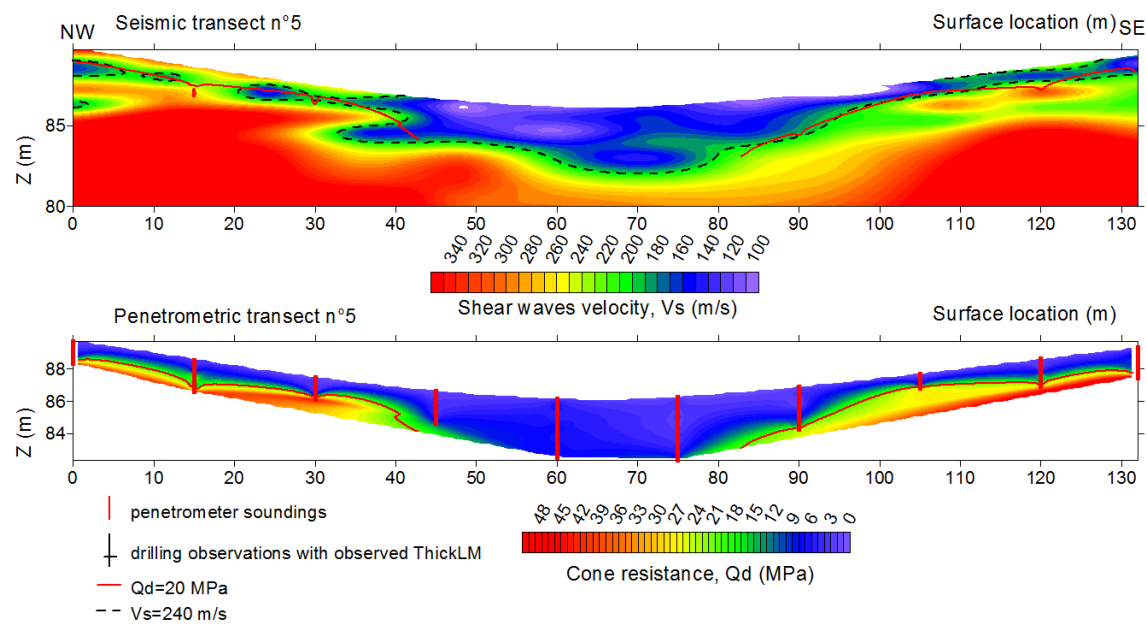 NW Seismic transect n°5 Surface location (m) SE
Z (m)
85
80
0 10 20 30 40 50 60 70 80 90 100 110 120 130
340 320 300 280 260 240 220 200 180 160 140 120 100
Shear waves velocity, Vs (m/s)
Penetrometric transect n°5 Surface location (m)
Z (m)
88
86
84
0 10 20 30 40 50 60 70 80 90 100 110 120 130
penetrometer soundings
48 45 42 39 36 33 30 27 24 21 18 15 12 9 6 3 0
drilling observations with observed ThickLM
Cone resistance, Qd (MPa)
Qd=20 MPa
Vs=240 m/s